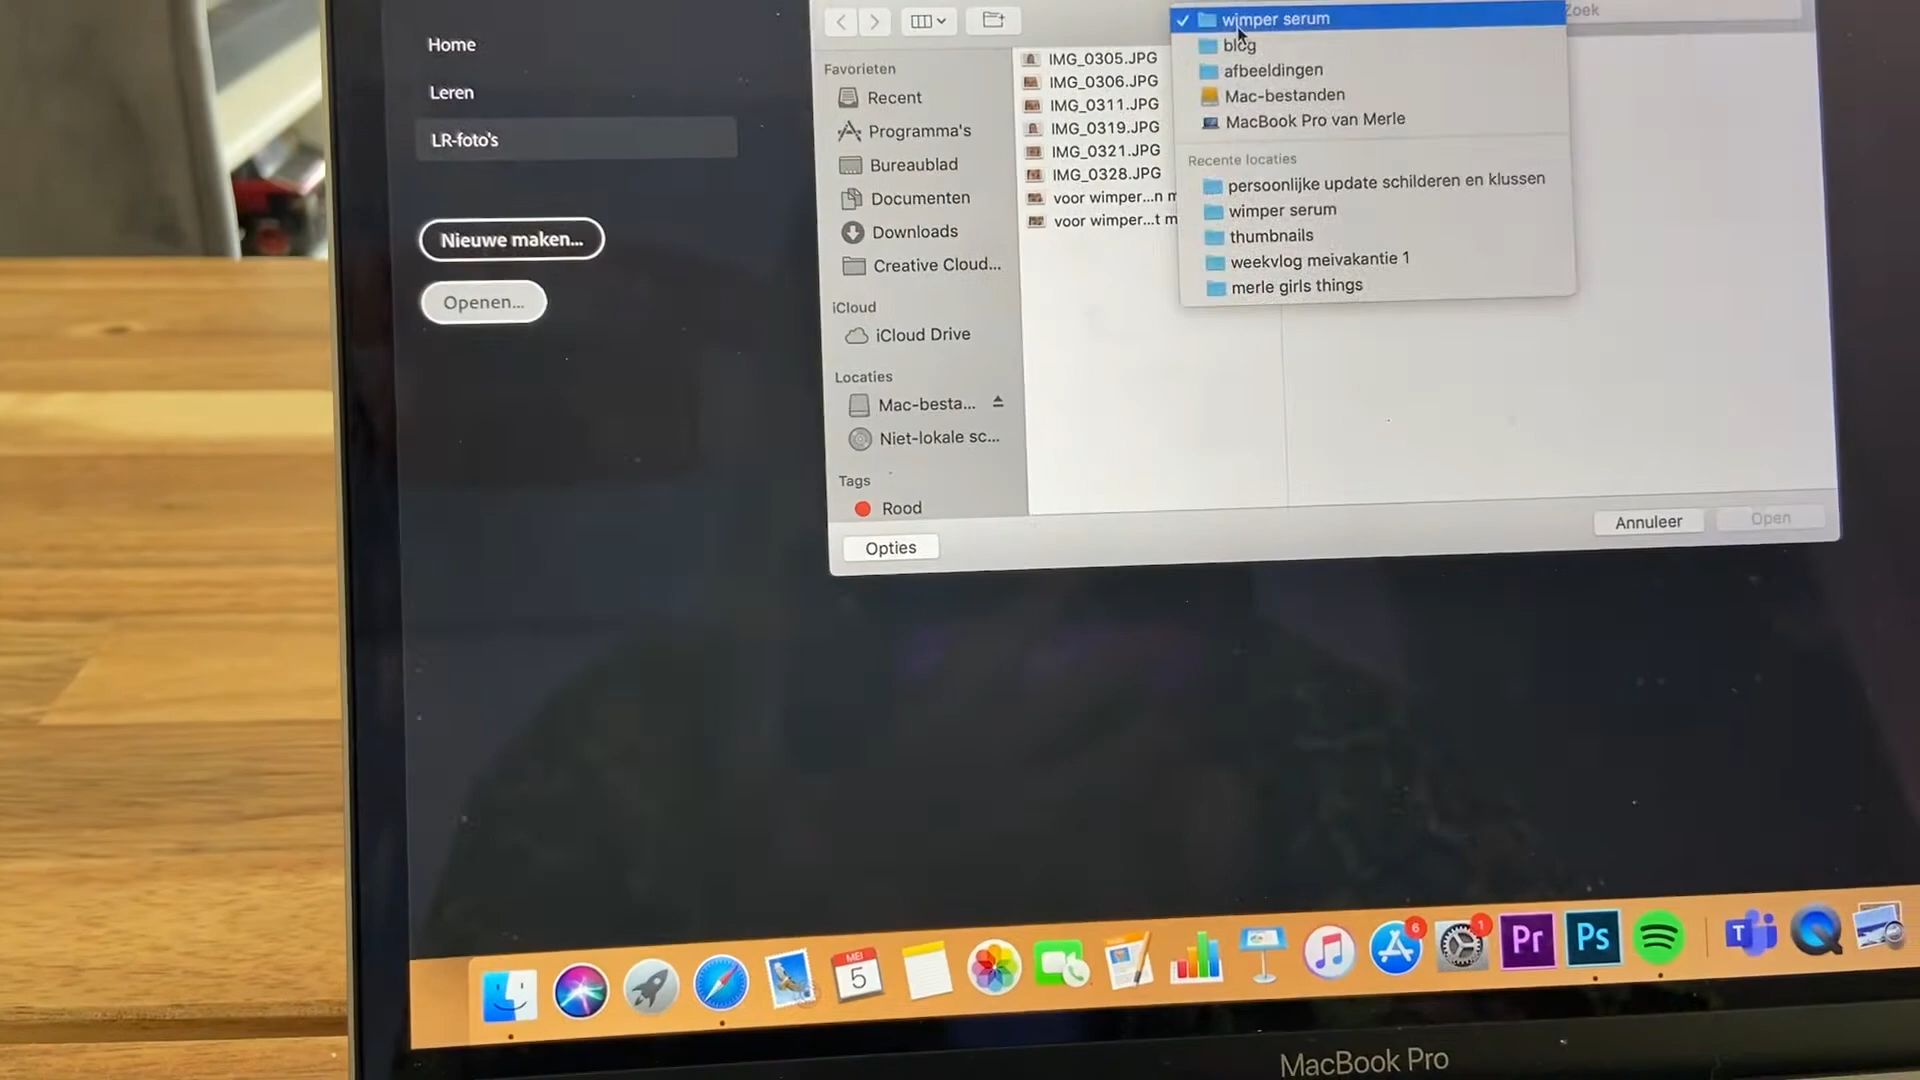 Home
Leren
LR-foto's
Nieuwe maken...
Openen...
Favorieten
Recent
Programma's
Bureaublad
Documenten
Downloads
Creative Cloud...
iCloud
iCloud Drive
Locaties
Mac-besta...
Niet-lokale sc...
Tags
Rood
IMG_0305.JPG
IMG_0306.JPG
IMG_0311.JPG
IMG_0319.JPG
IMG_0321.JPG
IMG_0328.JPG
voor wimper...n m
voor wimper...t m
wimper serum
blog
afbeeldingen
Mac-bestanden
MacBook Pro van Merle
Recente locaties
persoonlijke update schilderen en klussen
wimper serum
thumbnails
weekvlog meivakantie 1
merle girls things
Zoek
Opties
Annuleer
Open
MEI
5
6
1
Pr
Ps
T
MacBook Pro